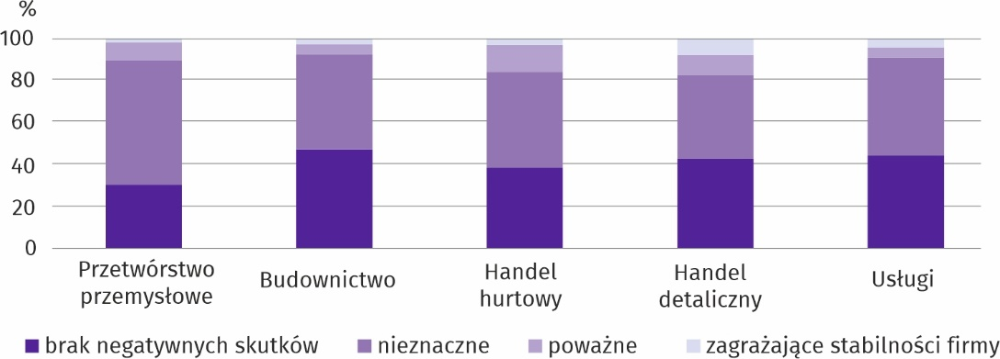 %
100
80
60
40
20
0
Przetwórstwo
przemysłowe
Budownictwo
Handel
hurtowy
Handel
detaliczny
Usługi
brak negatywnych skutków nieznaczne poważne zagrażające stabilności firmy